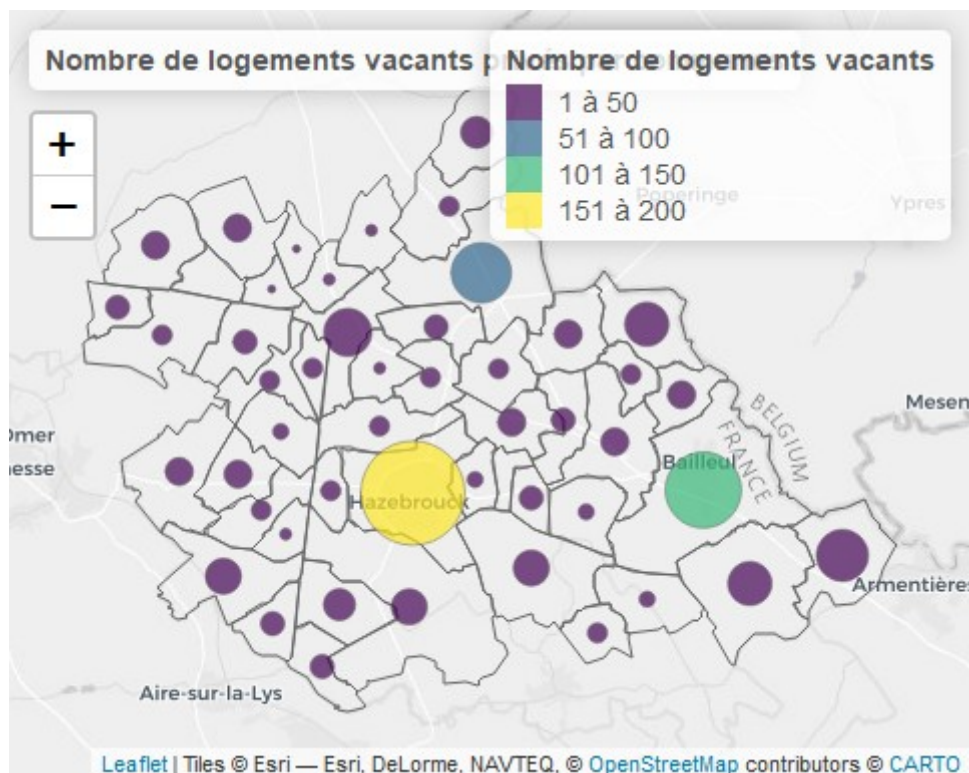 Nombre de logements vacants
Nombre de logements vacants
1 à 50
51 à 100
101 à 150
151 à 200
+
−
Poperinge
Ypres
Mesen
BELGIUM
FRANCE
Bailleul
Hazebrouck
Armentières
Aire-sur-la-Lys
Leaflet | Tiles © Esri — Esri, DeLorme, NAVTEQ, © OpenStreetMap contributors © CARTO